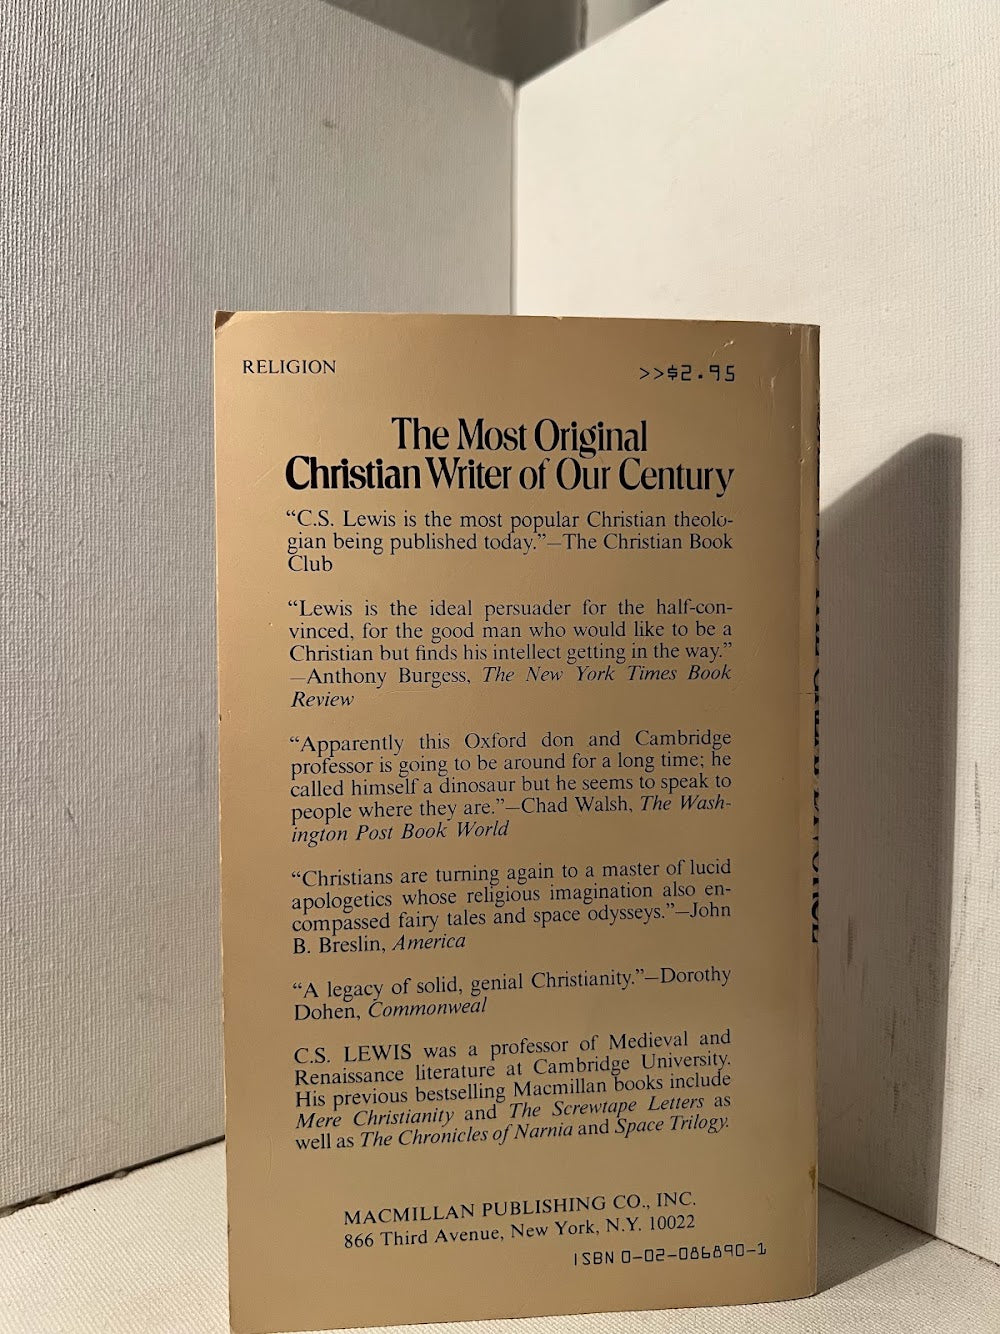 RELIGION
>>$2.95
The Most Original
Christian Writer of Our Century
“C.S. Lewis is the most popular Christian theolo-
gian being published today.”—The Christian Book
Club
“Lewis is the ideal persuader for the half-con-
vinced, for the good man who would like to be a
Christian but finds his intellect getting in the way.”
—Anthony Burgess, The New York Times Book
Review
“Apparently this Oxford don and Cambridge
professor is going to be around for a long time; he
called himself a dinosaur but he seems to speak to
people where they are.”—Chad Walsh, The Wash-
ington Post Book World
“Christians are turning again to a master of lucid
apologetics whose religious imagination also en-
compassed fairy tales and space odysseys.”—John
B. Breslin, America
“A legacy of solid, genial Christianity.”—Dorothy
Dohen, Commonweal
C.S. LEWIS was a professor of Medieval and
Renaissance literature at Cambridge University.
His previous bestselling Macmillan books include
Mere Christianity and The Screwtape Letters as
well as The Chronicles of Narnia and Space Trilogy.
MACMILLAN PUBLISHING CO., INC.
866 Third Avenue, New York, N.Y. 10022
ISBN 0-02-086890-1